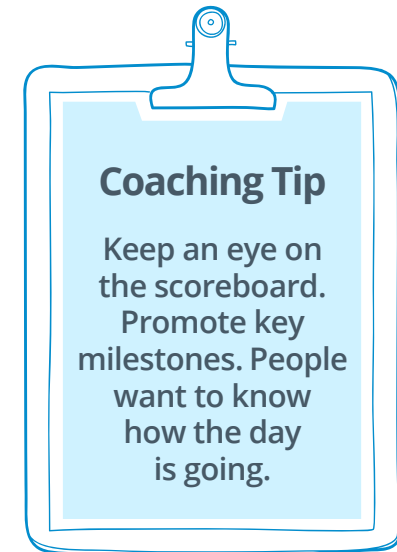 Coaching Tip
Keep an eye on
the scoreboard.
Promote key
milestones. People
want to know
how the day
is going.